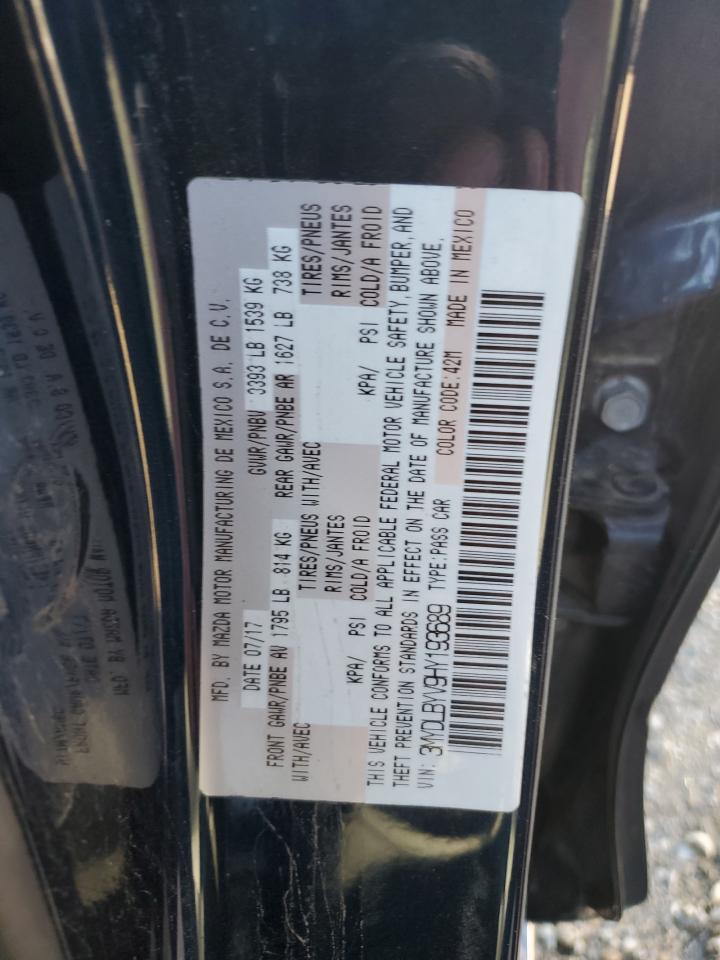 MFD. BY MAZDA MOTOR MANUFACTURING DE MEXICO S.A. DE C.V.
DATE 07/17 GVWR/PNBV 3393 LB 1539 KG
FRONT GAWR/PNBE AV 1795 LB 814 KG REAR GAWR/PNBE AR 1627 LB 738 KG
WITH/AVEC TIRES/PNEUS WITH/AVEC TIRES/PNEUS
RIMS/JANTES RIMS/JANTES
KPA/ PSI COLD/A FROID KPA/ PSI COLD/A FROID
THIS VEHICLE CONFORMS TO ALL APPLICABLE FEDERAL MOTOR VEHICLE SAFETY, BUMPER, AND
THEFT PREVENTION STANDARDS IN EFFECT ON THE DATE OF MANUFACTURE SHOWN ABOVE.
VIN: 3MYDLBYV9HY193689 TYPE:PASS CAR COLOR CODE:42M MADE IN MEXICO